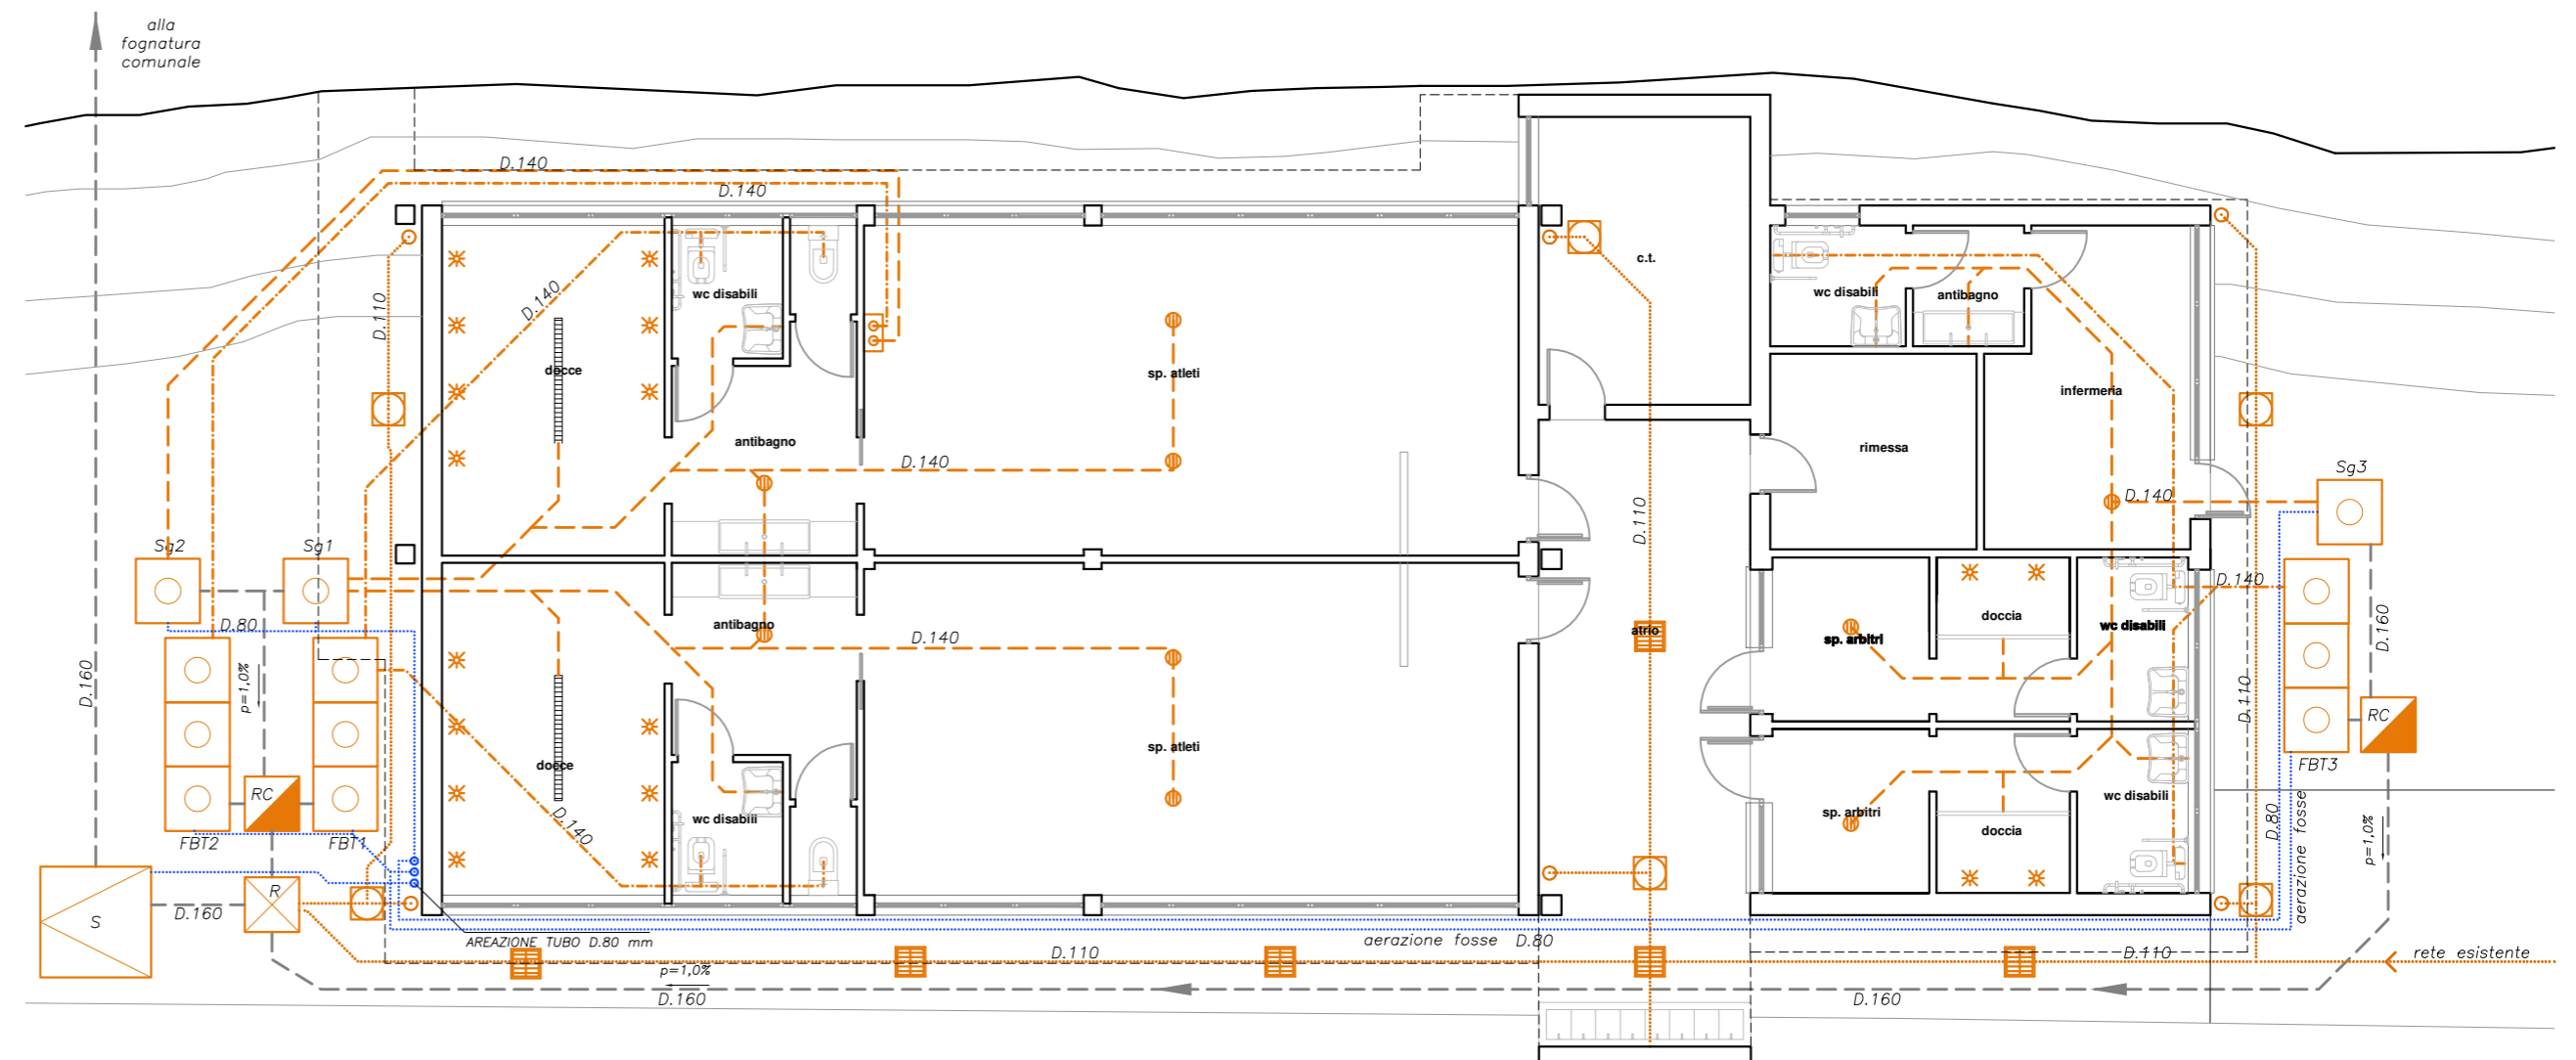 alla
fognatura
comunale
D.140
D.140
D.140
D.110
D.110
D.160
D.160
D.80
p=1,0%
Sg2
Sg1
FBT2
FBT1
RC
R
S
docce
wc disabili
antibagno
sp. atleti
D.140
antibagno
D.140
sp. atleti
docce
D.140
wc disabili
AREAZIONE TUBO D.80 mm
p=1,0%
D.160
D.110
aerazione fosse D.80
c.t.
atrio
wc disabili
antibagno
infermeria
rimessa
D.140
Sg3
D.140
D.160
sp. arbitri
doccia
wc disabili
D.110
RC
FBT3
sp. arbitri
doccia
wc disabili
D.80
aerazione fosse
p=1,0%
D.110
rete esistente
D.160